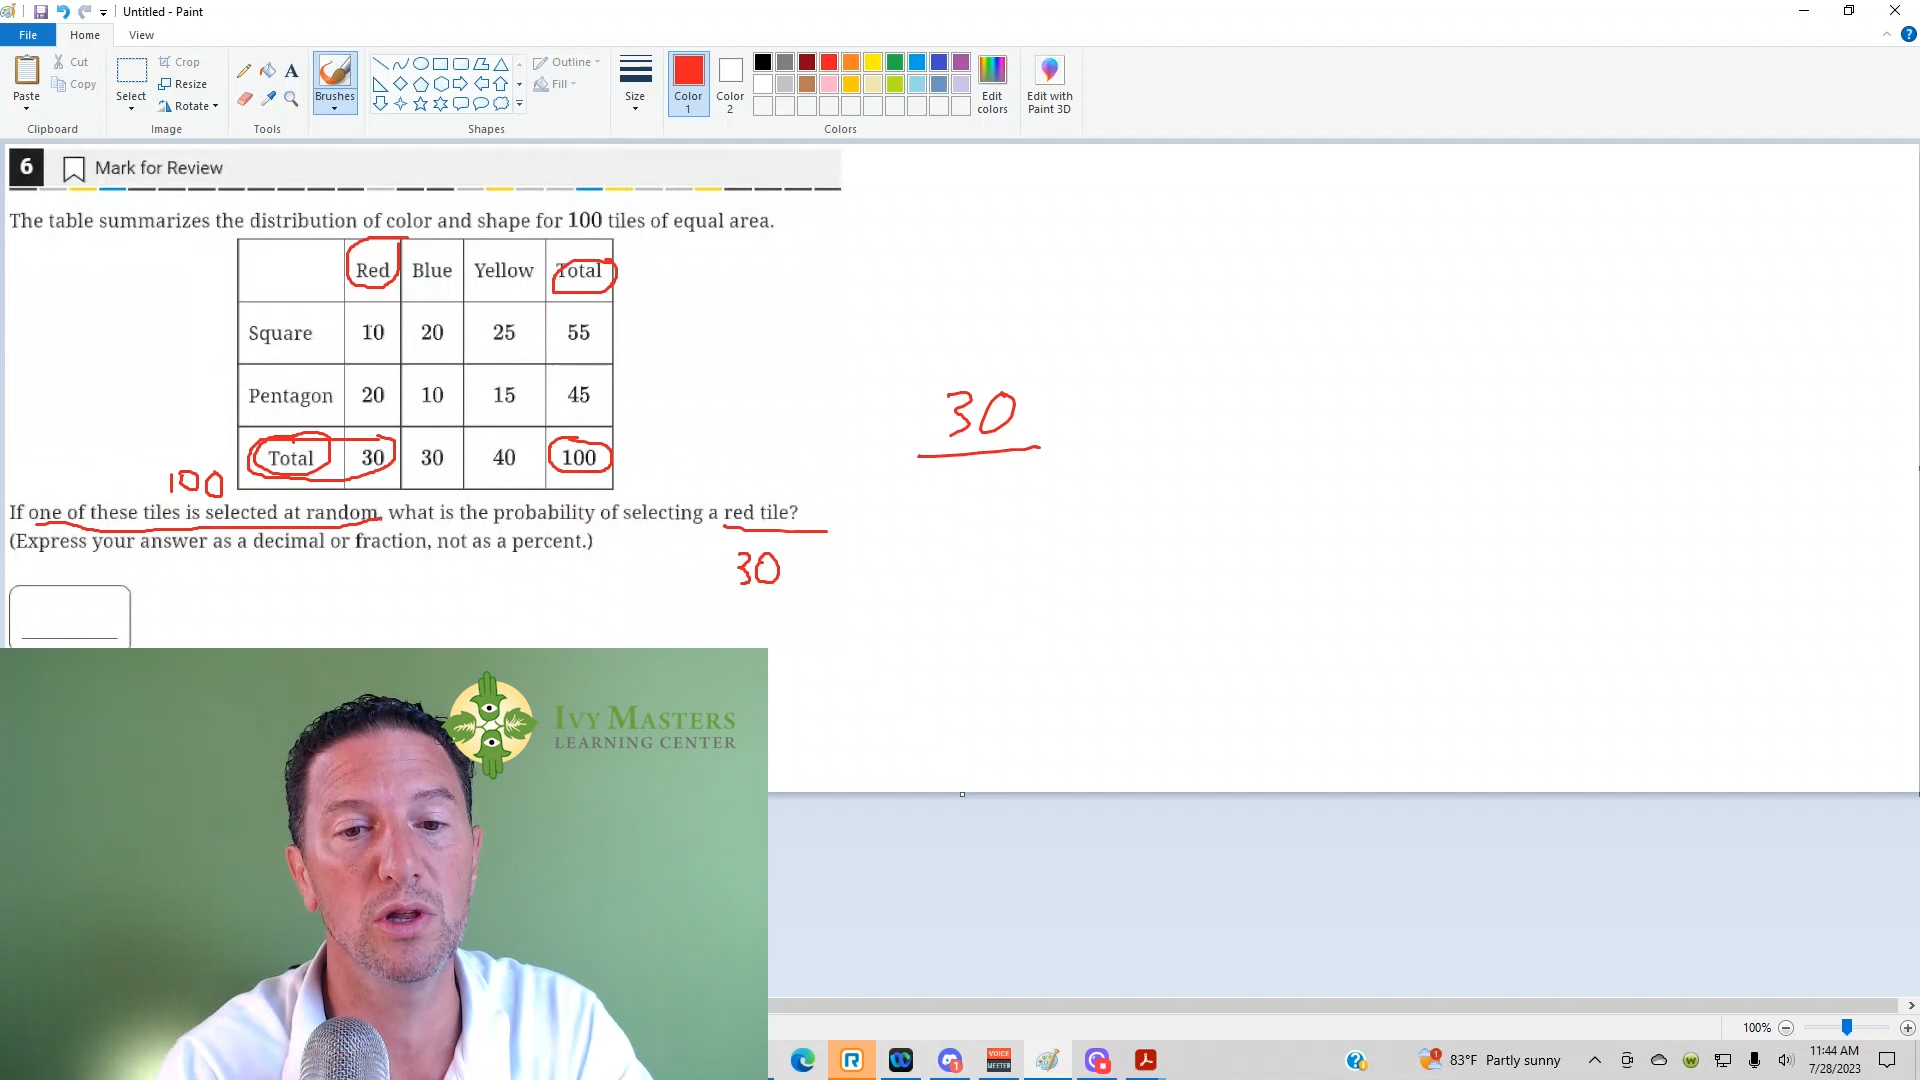 Untitled - Paint
File Home View
Paste Cut Copy Clipboard
Select Crop Resize Rotate Image
Tools
Brushes
Outline Fill Shapes
Size
Color 1 Color 2 Edit colors Colors
Edit with Paint 3D
6 Mark for Review
The table summarizes the distribution of color and shape for 100 tiles of equal area.
Red Blue Yellow Total
Square 10 20 25 55
Pentagon 20 10 15 45
Total 30 30 40 100
100
30
If one of these tiles is selected at random, what is the probability of selecting a red tile?
(Express your answer as a decimal or fraction, not as a percent.)
30
IVY MASTERS
LEARNING CENTER
100%
VOICE MEETER
83°F Partly sunny
11:44 AM
7/28/2023